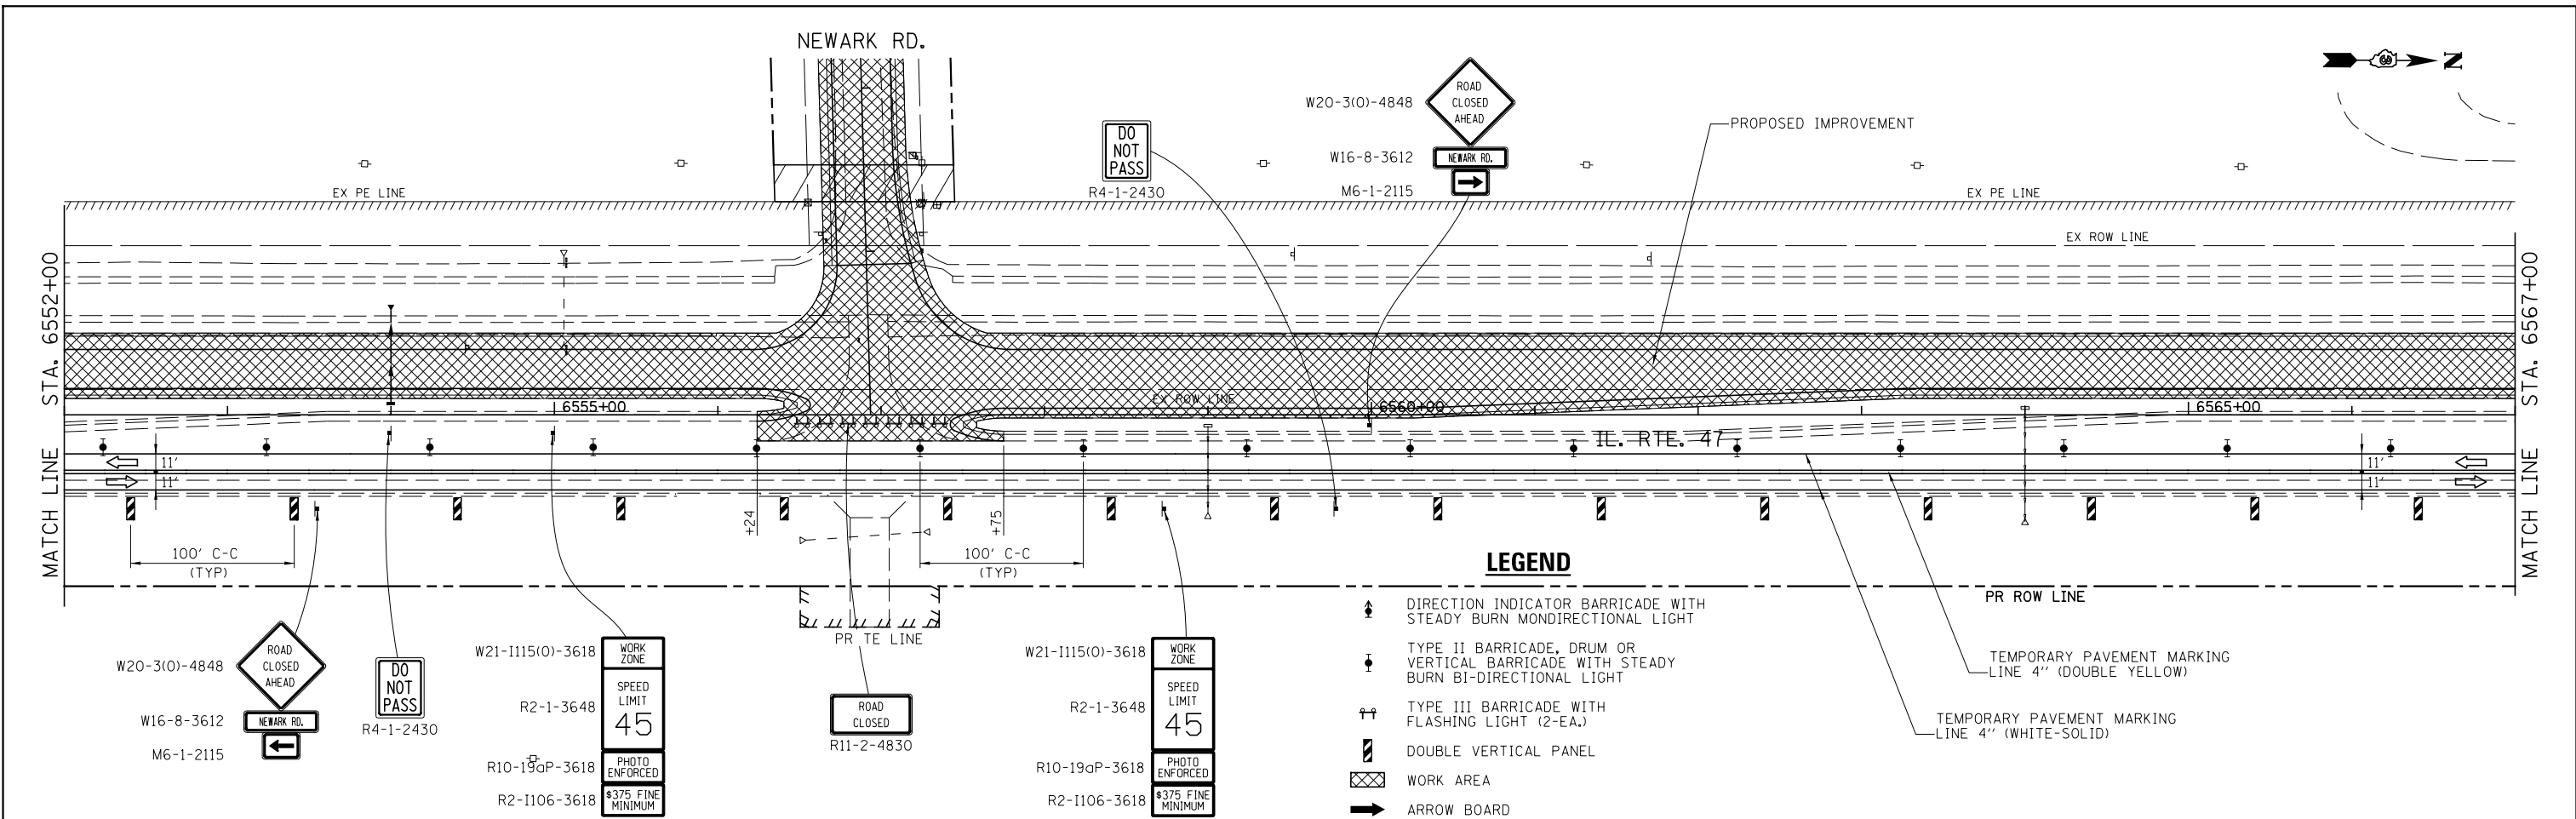 NEWARK RD.
N
ROAD
CLOSED
AHEAD
W20-3(O)-4848
NEWARK RD.
W16-8-3612
M6-1-2115
DO
NOT
PASS
R4-1-2430
PROPOSED IMPROVEMENT
EX PE LINE
EX PE LINE
EX ROW LINE
MATCH LINE STA. 6552+00
MATCH LINE STA. 6567+00
EX ROW LINE
6555+00
6560+00
6565+00
IL. RTE. 47
11'
11'
11'
11'
+24
+75
100' C-C
(TYP)
100' C-C
(TYP)
PR TE LINE
PR ROW LINE
W20-3(O)-4848
ROAD
CLOSED
AHEAD
W16-8-3612
NEWARK RD.
M6-1-2115
DO
NOT
PASS
R4-1-2430
W21-I115(O)-3618
WORK
ZONE
R2-1-3648
SPEED
LIMIT
45
R10-19aP-3618
PHOTO
ENFORCED
R2-I106-3618
$375 FINE
MINIMUM
ROAD
CLOSED
R11-2-4830
W21-I115(O)-3618
WORK
ZONE
R2-1-3648
SPEED
LIMIT
45
R10-19aP-3618
PHOTO
ENFORCED
R2-I106-3618
$375 FINE
MINIMUM
LEGEND
DIRECTION INDICATOR BARRICADE WITH
STEADY BURN MONDIRECTIONAL LIGHT
TYPE II BARRICADE, DRUM OR
VERTICAL BARRICADE WITH STEADY
BURN BI-DIRECTIONAL LIGHT
TYPE III BARRICADE WITH
FLASHING LIGHT (2-EA.)
DOUBLE VERTICAL PANEL
WORK AREA
ARROW BOARD
TEMPORARY PAVEMENT MARKING
LINE 4'' (DOUBLE YELLOW)
TEMPORARY PAVEMENT MARKING
LINE 4'' (WHITE-SOLID)